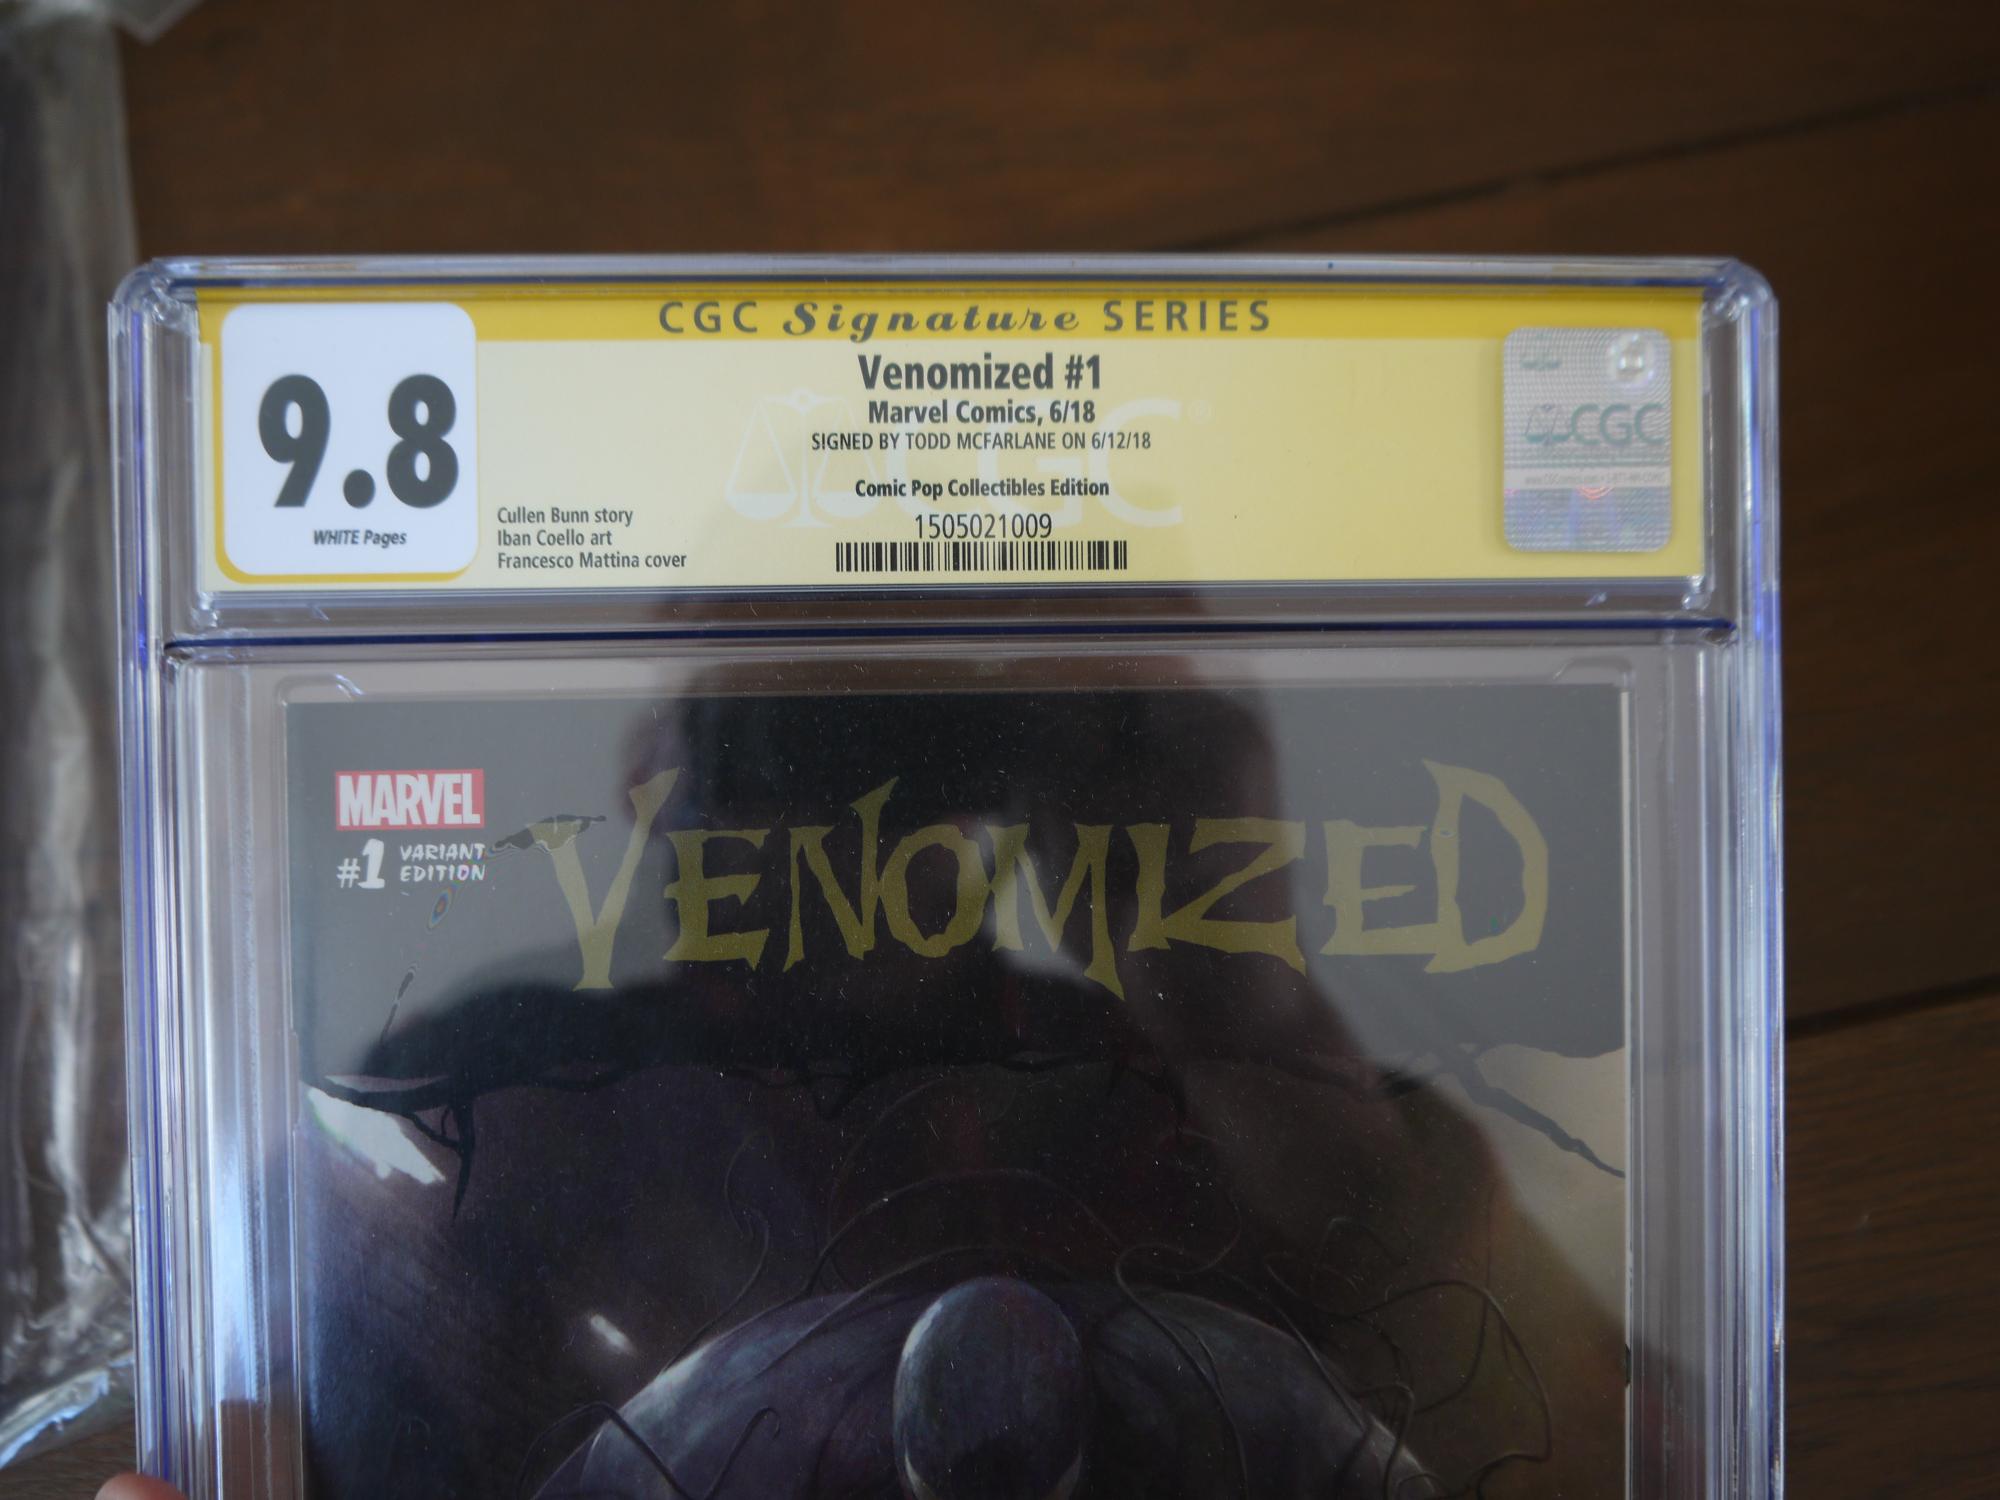 CGC Signature SERIES
9.8
WHITE Pages
Venomized #1
Marvel Comics, 6/18
SIGNED BY TODD MCFARLANE ON 6/12/18
Comic Pop Collectibles Edition
1505021009
Cullen Bunn story
Iban Coello art
Francesco Mattina cover
CGC
CGC
MARVEL
#1 VARIANT
EDITION
VENOMIZED